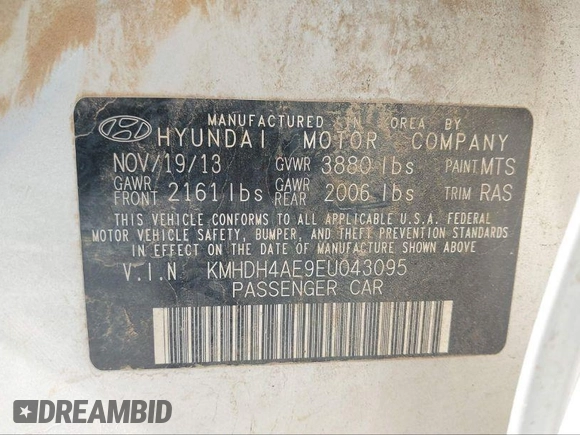 MANUFACTURED IN KOREA BY
HYUNDAI MOTOR COMPANY
NOV/19/13 GVWR 3880 lbs PAINT MTS
GAWR FRONT 2161 lbs GAWR REAR 2006 lbs TRIM RAS
THIS VEHICLE CONFORMS TO ALL APPLICABLE U.S.A. FEDERAL
MOTOR VEHICLE SAFETY, BUMPER, AND THEFT PREVENTION STANDARDS
IN EFFECT ON THE DATE OF MANUFACTURE SHOWN ABOVE.
V.I.N. KMHDH4AE9EU043095
PASSENGER CAR
DREAMBID